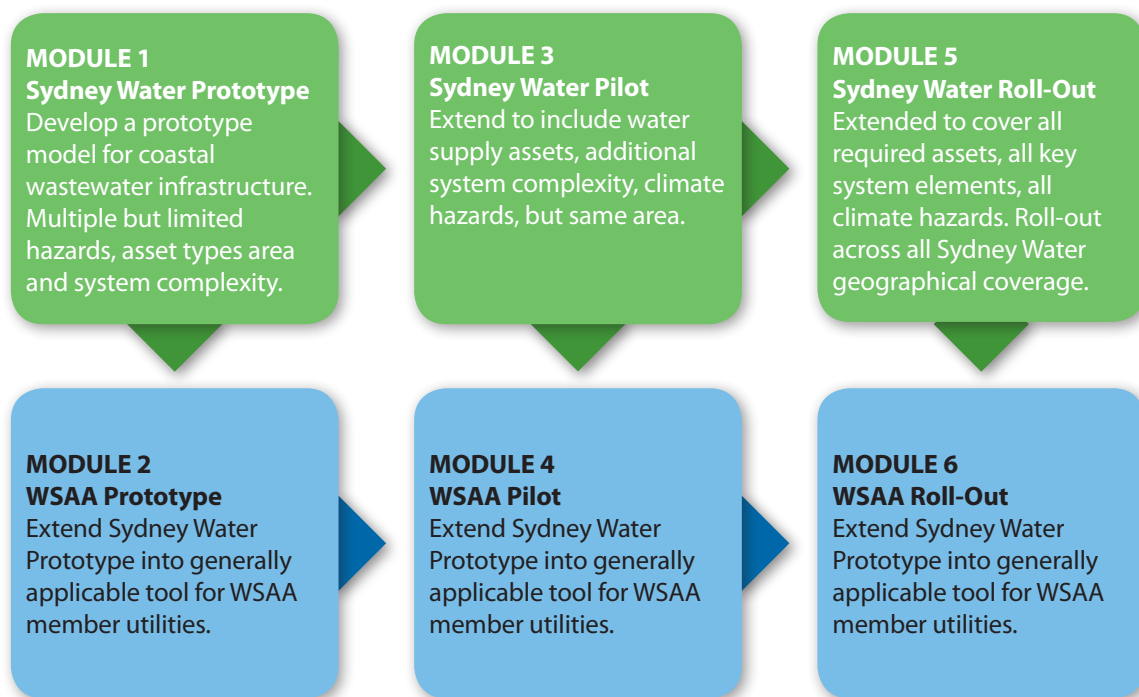 MODULE 1
Sydney Water Prototype
Develop a prototype
model for coastal
wastewater infrastructure.
Multiple but limited
hazards, asset types area
and system complexity.
MODULE 3
Sydney Water Pilot
Extend to include water
supply assets, additional
system complexity, climate
hazards, but same area.
MODULE 5
Sydney Water Roll-Out
Extended to cover all
required assets, all key
system elements, all
climate hazards. Roll-out
across all Sydney Water
geographical coverage.
MODULE 2
WSAA Prototype
Extend Sydney Water
Prototype into generally
applicable tool for WSAA
member utilities.
MODULE 4
WSAA Pilot
Extend Sydney Water
Prototype into generally
applicable tool for WSAA
member utilities.
MODULE 6
WSAA Roll-Out
Extend Sydney Water
Prototype into generally
applicable tool for WSAA
member utilities.